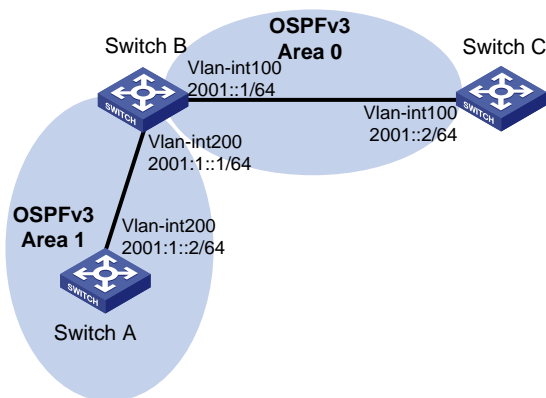 OSPFv3
Area 0
Switch B
Switch C
Vlan-int100
2001::1/64
Vlan-int100
2001::2/64
SWITCH
SWITCH
Vlan-int200
2001:1::1/64
OSPFv3
Area 1
Vlan-int200
2001:1::2/64
SWITCH
Switch A